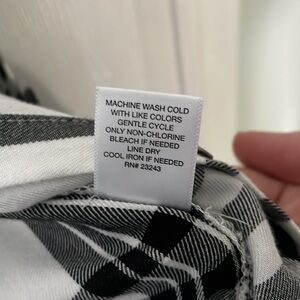 MACHINE WASH COLD
WITH LIKE COLORS
GENTLE CYCLE
ONLY NON-CHLORINE
BLEACH IF NEEDED
LINE DRY
COOL IRON IF NEEDED
RN# 23243